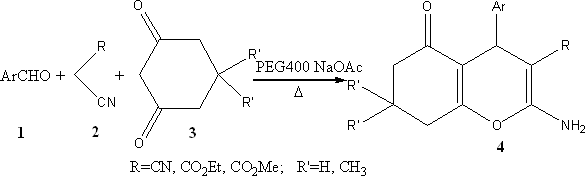 O
R
R'
R'
O
ArCHO + CN +
PEG400 NaOAc
Δ
O Ar
R
R'
R'
O NH2
1 2 3 4
R=CN, CO2Et, CO2Me; R'=H, CH3